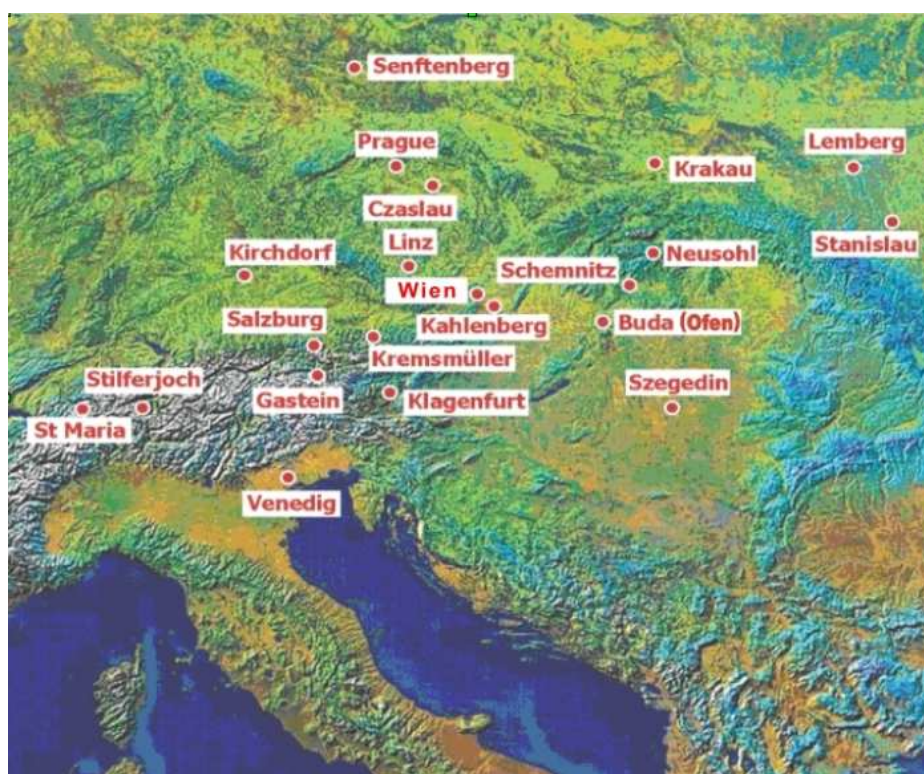 Senftenberg
Prague
Lemberg
Krakau
Czaslau
Linz
Stanislau
Kirchdorf
Neusohl
Schemnitz
Wien
Kahlenberg
Buda (Ofen)
Salzburg
Kremsmüller
Stilferjoch
Gastein
Klagenfurt
Szegedin
St Maria
Venedig